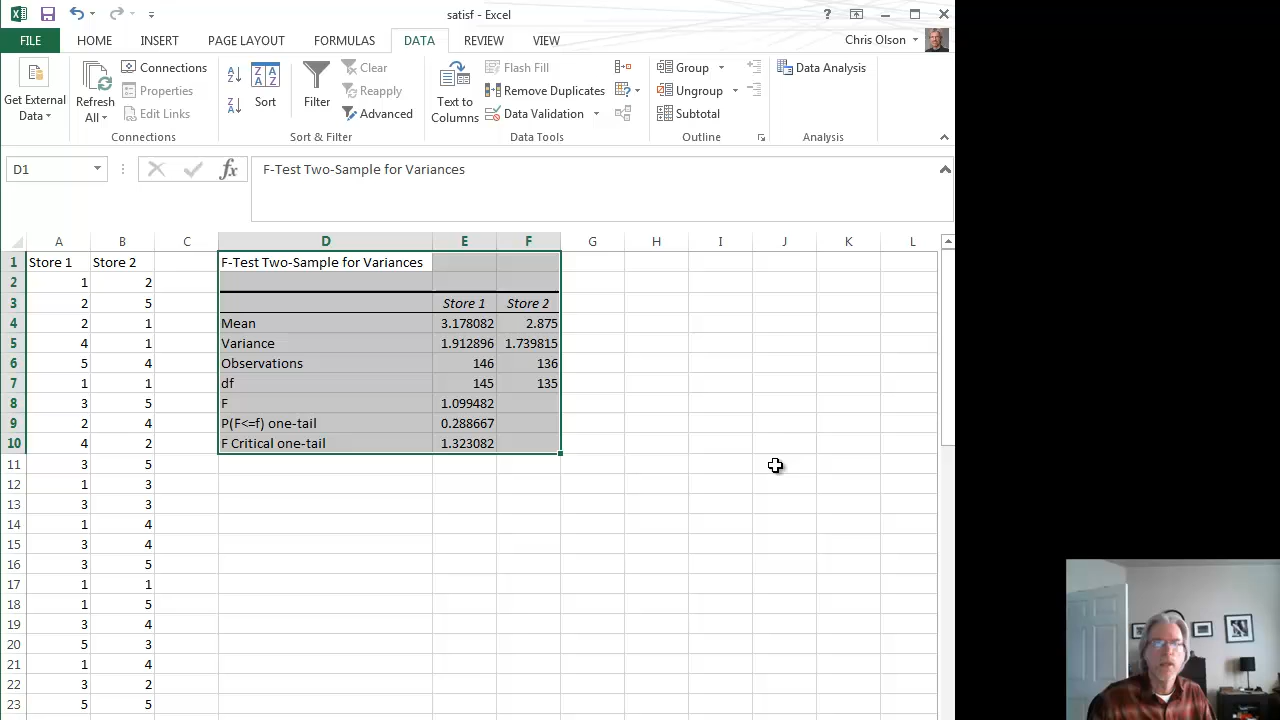 satisf - Excel
?
FILE HOME INSERT PAGE LAYOUT FORMULAS DATA REVIEW VIEW Chris Olson
Get External Data
Refresh All
Connections
Properties
Edit Links
Connections
A Z
Z A
Z A A Z
Sort
Filter
Clear
Reapply
Advanced
Sort & Filter
Text to Columns
Flash Fill
Remove Duplicates
Data Validation
Data Tools
Group
Ungroup
Subtotal
Outline
Data Analysis
Analysis
D1 fx F-Test Two-Sample for Variances
A B C D E F G H I J K L
1 Store 1 Store 2 F-Test Two-Sample for Variances
2 1 2
3 2 5 Store 1 Store 2
4 2 1 Mean 3.178082 2.875
5 4 1 Variance 1.912896 1.739815
6 5 4 Observations 146 136
7 1 1 df 145 135
8 3 5 F 1.099482
9 2 4 P(F<=f) one-tail 0.288667
10 4 2 F Critical one-tail 1.323082
11 3 5
12 1 3
13 3 3
14 1 4
15 3 4
16 3 5
17 1 1
18 1 5
19 3 4
20 5 3
21 1 4
22 3 2
23 5 5